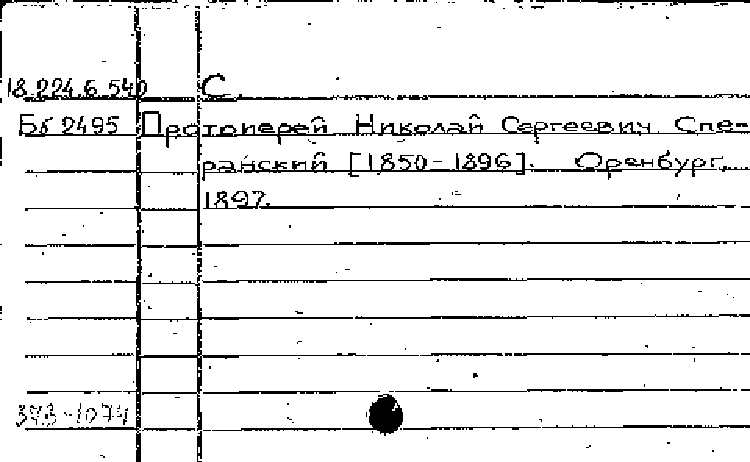 18.224.6.540 С.
Бб 2495 Протоиерей Николай Сергеевич Спе-
ранский [1850-1896]. Оренбург,
1897.
373-1074